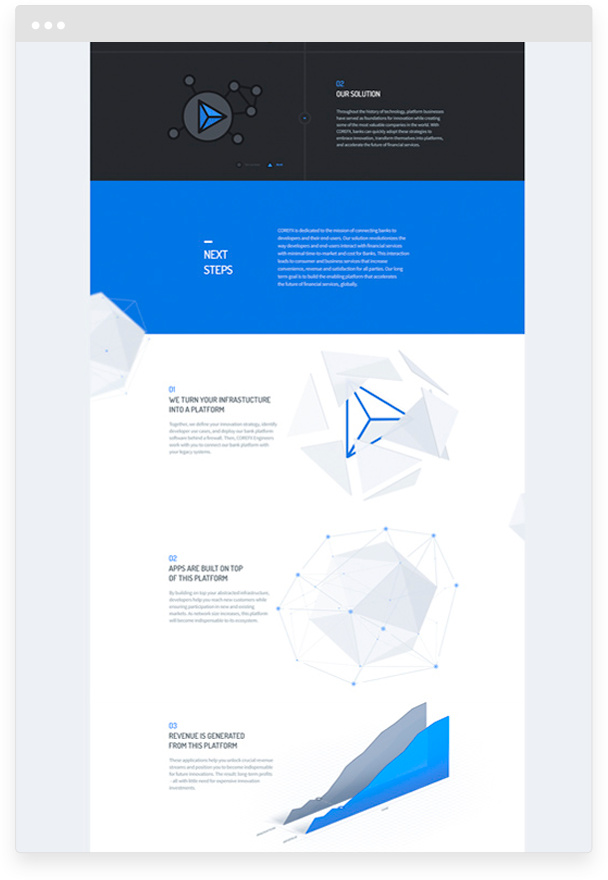 02
OUR SOLUTION
Throughout the history of technology, platform businesses
have served as foundations for innovation while creating
some of the most valuable companies in the world. With
COREFX, banks can quickly adopt these strategies to
embrace innovation, transform themselves into platforms,
and accelerate the future of financial services.
NEXT
STEPS
COREFX is dedicated to the mission of connecting banks to
developers and their end-users. Our solution revolutionizes the
way developers and end-users interact with financial services
with minimal time-to-market and cost for Banks. This interaction
leads to consumer and business services that increase
convenience, revenue and satisfaction for all parties. Our long
term goal is to build the enabling platform that accelerates
the future of financial services, globally.
01
WE TURN YOUR INFRASTUCTURE
INTO A PLATFORM
Together, we define your innovation strategy, identify
developer use cases, and deploy our bank platform
software behind a firewall. Then, COREFX Engineers
work with you to connect our bank platform with
your legacy systems.
02
APPS ARE BUILT ON TOP
OF THIS PLATFORM
By building on top your abstracted infrastructure,
developers help you reach new customers while
ensuring participation in new and existing
markets. As network size increases, this platform
will become indispensable to its ecosystem.
03
REVENUE IS GENERATED
FROM THIS PLATFORM
These applications help you unlock crucial revenue
streams and position you to become indispensable
for future innovations. The result: long-term profits
- all with little need for expensive innovation
investments.